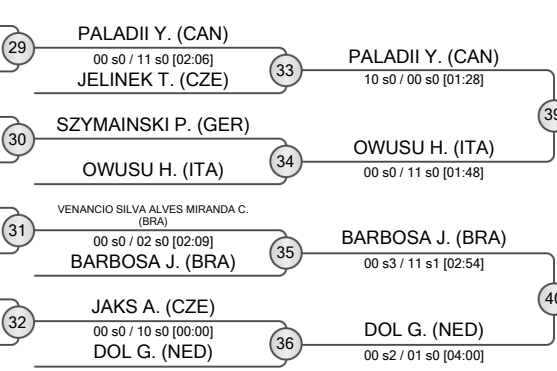 29
PALADII Y. (CAN)
00 s0 / 11 s0 [02:06]
JELINEK T. (CZE)
33
PALADII Y. (CAN)
10 s0 / 00 s0 [01:28]
39
30
SZYMAINSKI P. (GER)
OWUSU H. (ITA)
34
OWUSU H. (ITA)
00 s0 / 11 s0 [01:48]
31
VENANCIO SILVA ALVES MIRANDA C.
(BRA)
00 s0 / 02 s0 [02:09]
BARBOSA J. (BRA)
35
BARBOSA J. (BRA)
00 s3 / 11 s1 [02:54]
40
32
JAKS A. (CZE)
00 s0 / 10 s0 [00:00]
DOL G. (NED)
36
DOL G. (NED)
00 s2 / 01 s0 [04:00]